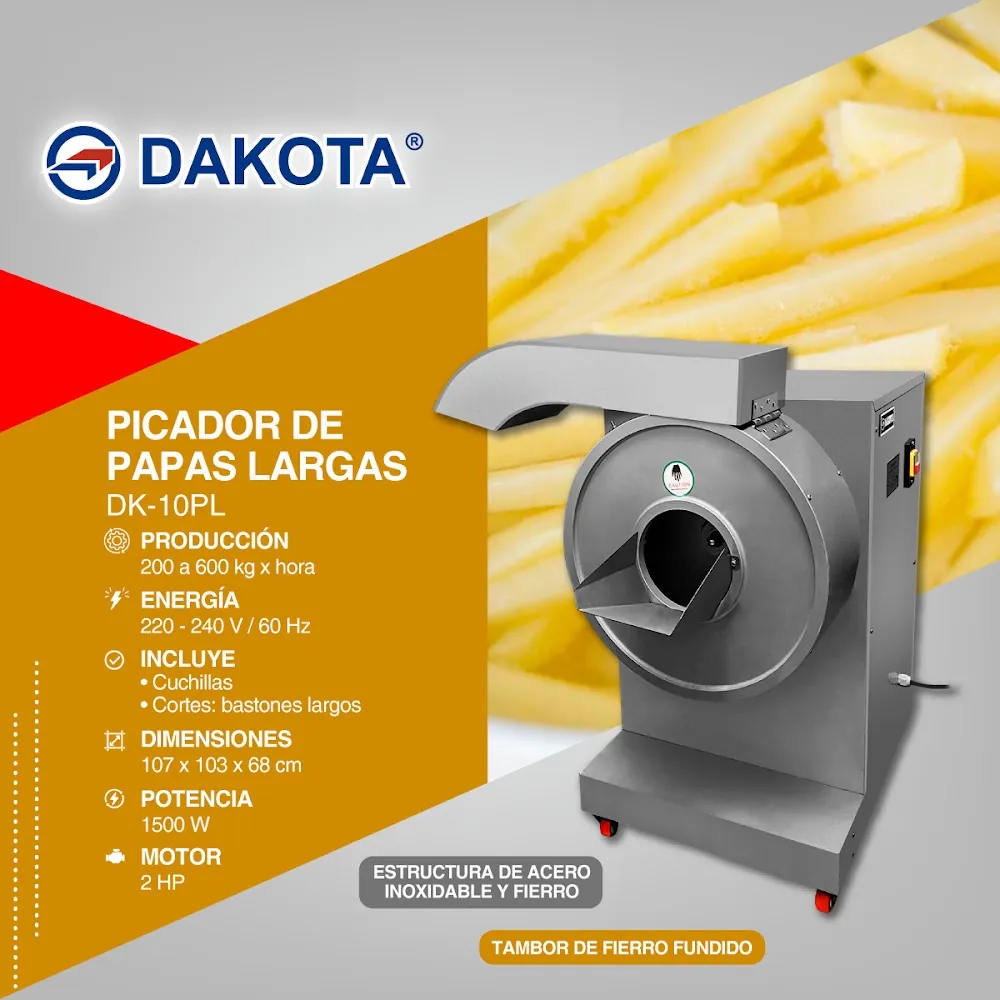 DAKOTA®
PICADOR DE
PAPAS LARGAS
DK-10PL
PRODUCCIÓN
200 a 600 kg x hora
ENERGÍA
220 - 240 V / 60 Hz
INCLUYE
• Cuchillas
• Cortes: bastones largos
DIMENSIONES
107 x 103 x 68 cm
POTENCIA
1500 W
MOTOR
2 HP
CAUTION
ESTRUCTURA DE ACERO
INOXIDABLE Y FIERRO
TAMBOR DE FIERRO FUNDIDO